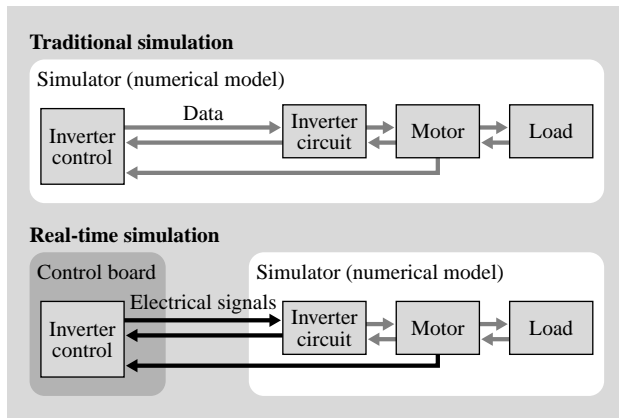 Traditional simulation
Simulator (numerical model)
Data
Inverter
control
Inverter
circuit
Motor
Load
Real-time simulation
Control board
Simulator (numerical model)
Electrical signals
Inverter
control
Inverter
circuit
Motor
Load